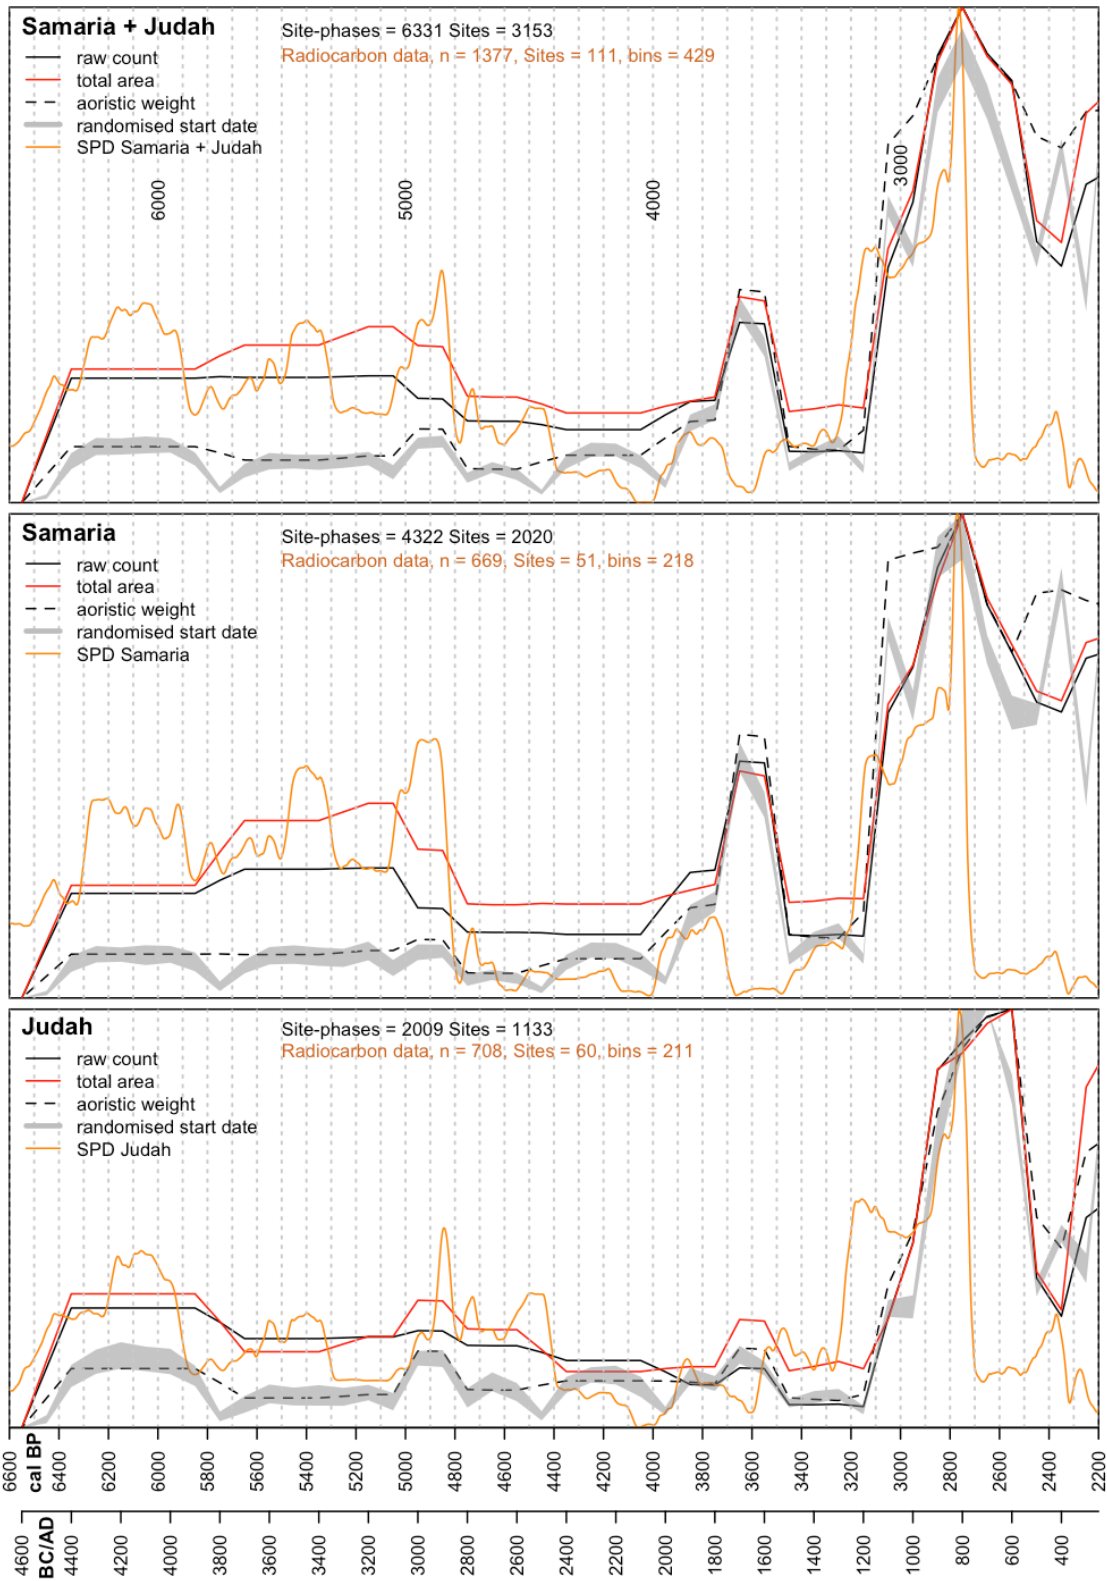 Samaria + Judah
Site-phases = 6331 Sites = 3153
Radiocarbon data, n = 1377, Sites = 111, bins = 429
raw count
total area
aoristic weight
randomised start date
SPD Samaria + Judah
6000
5000
4000
3000
Samaria
Site-phases = 4322 Sites = 2020
Radiocarbon data, n = 669, Sites = 51, bins = 218
raw count
total area
aoristic weight
randomised start date
SPD Samaria
Judah
Site-phases = 2009 Sites = 1133
Radiocarbon data, n = 708, Sites = 60, bins = 211
raw count
total area
aoristic weight
randomised start date
SPD Judah
6600 cal BP 6400 6200 6000 5800 5600 5400 5200 5000 4800 4600 4400 4200 4000 3800 3600 3400 3200 3000 2800 2600 2400 2200
4600 BC/AD 4400 4200 4000 3800 3600 3400 3200 3000 2800 2600 2400 2200 2000 1800 1600 1400 1200 1000 800 600 400 200